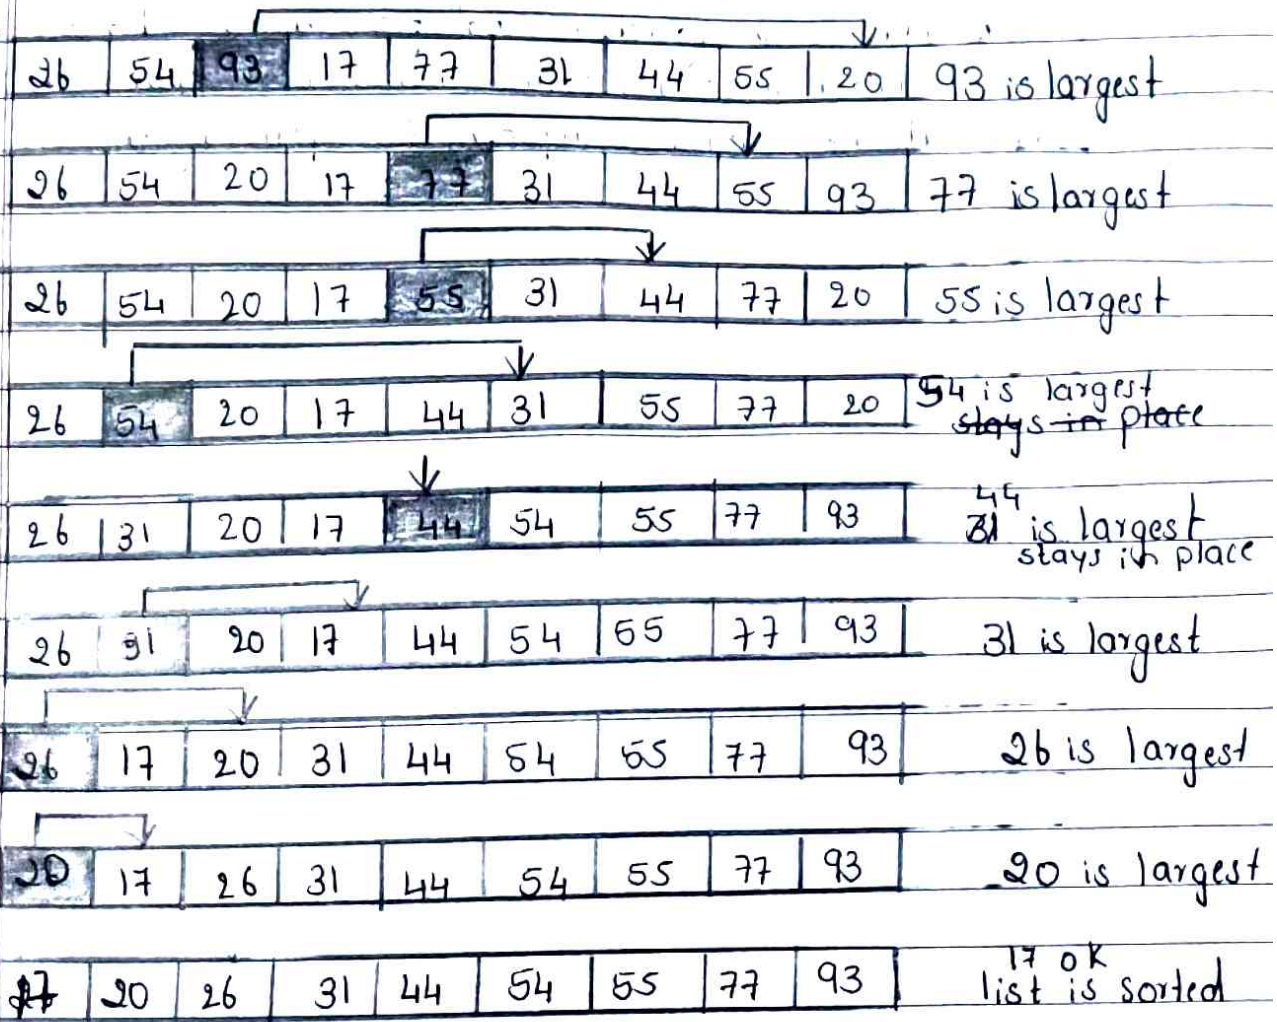 26 54 93 17 77 31 44 55 20 93 is largest
26 54 20 17 77 31 44 55 93 77 is largest
26 54 20 17 55 31 44 77 20 55 is largest
26 54 20 17 44 31 55 77 20 54 is largest
stays in place
44
26 31 20 17 44 54 55 77 93 31 is largest
stays in place
26 31 20 17 44 54 55 77 93 31 is largest
26 17 20 31 44 54 55 77 93 26 is largest
20 17 26 31 44 54 55 77 93 20 is largest
17 ok
17 20 26 31 44 54 55 77 93 list is sorted